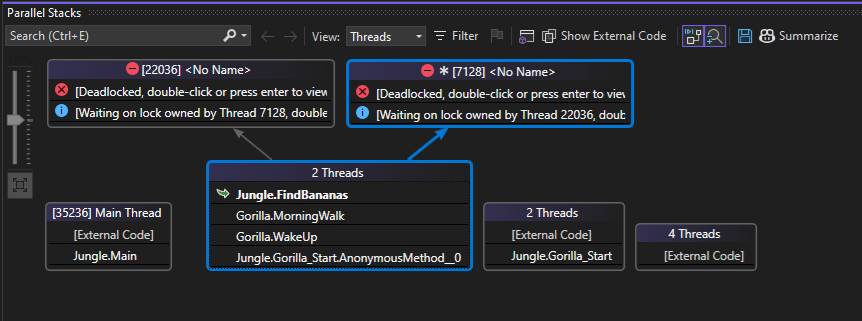 Parallel Stacks
Search (Ctrl+E) View: Threads Filter Show External Code Summarize
[22036] <No Name>
[Deadlocked, double-click or press enter to view
[Waiting on lock owned by Thread 7128, double
[7128] <No Name>
[Deadlocked, double-click or press enter to view
[Waiting on lock owned by Thread 22036, doub
2 Threads
Jungle.FindBananas
Gorilla.MorningWalk
Gorilla.WakeUp
Jungle.Gorilla_Start.AnonymousMethod__0
[35236] Main Thread
[External Code]
Jungle.Main
2 Threads
[External Code]
Jungle.Gorilla_Start
4 Threads
[External Code]